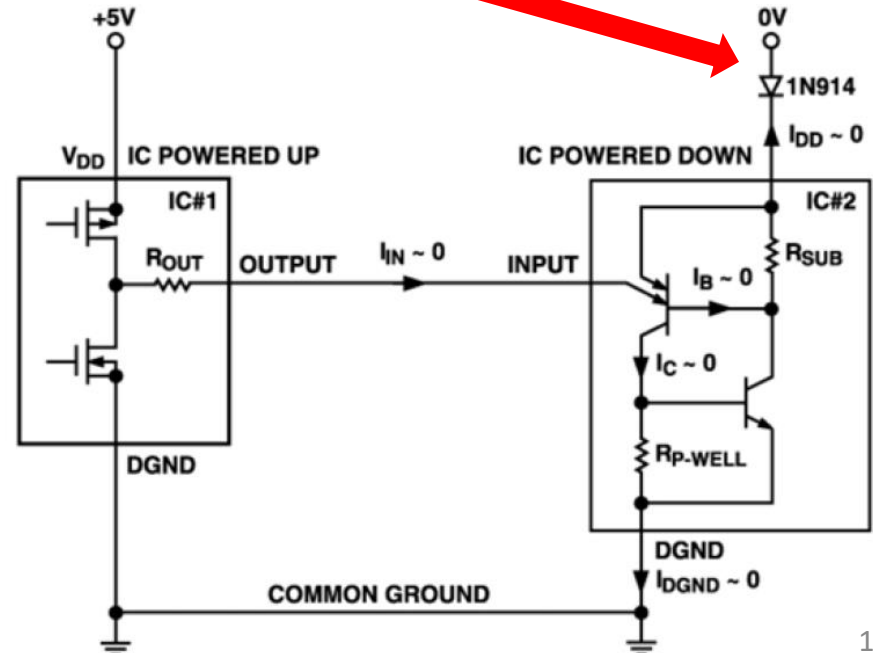 +5V
0V
1N914
IDD ~ 0
VDD IC POWERED UP
IC POWERED DOWN
IC#1
IC#2
ROUT
OUTPUT
IIN ~ 0
INPUT
RSUB
IB ~ 0
IC ~ 0
RP-WELL
DGND
DGND
IDGND ~ 0
COMMON GROUND
1